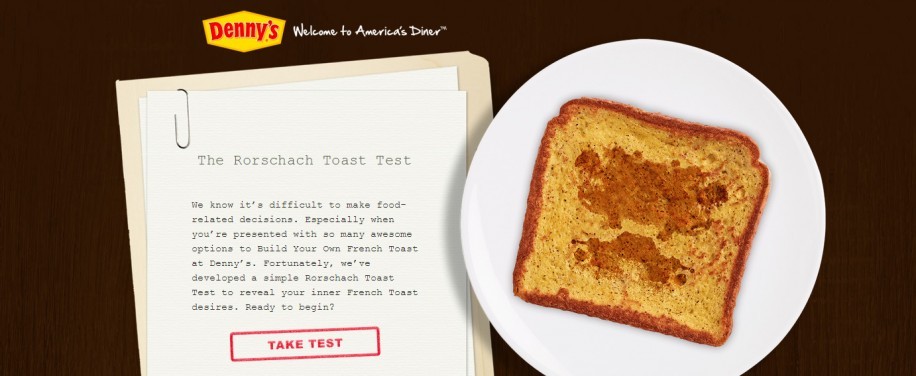 Denny's
Welcome to America's Diner™
The Rorschach Toast Test
We know it's difficult to make food-
related decisions. Especially when
you're presented with so many awesome
options to Build Your Own French Toast
at Denny's. Fortunately, we've
developed a simple Rorschach Toast
Test to reveal your inner French Toast
desires. Ready to begin?
TAKE TEST